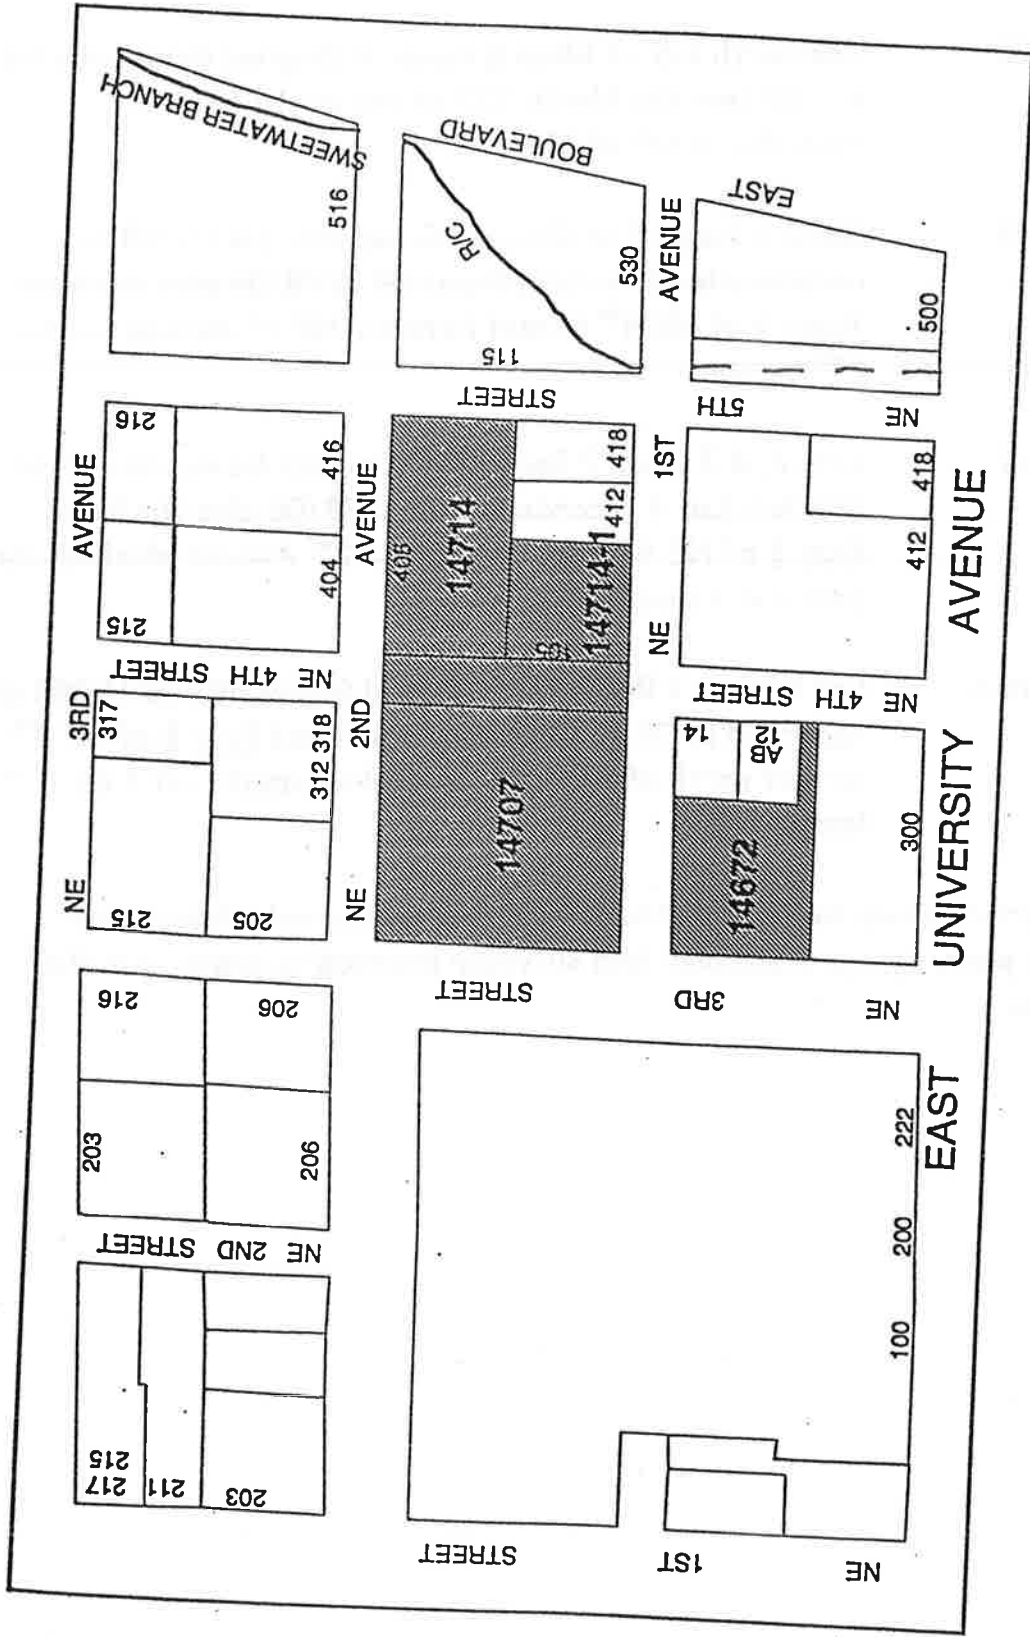 SWEETWATER BRANCH
516
BOULEVARD
R/C
530
115
EAST
AVENUE
500
NE 5TH STREET
216
AVENUE
215
416
404
NE 4TH STREET
AVENUE
405
14714
14714-1
418
412
1ST
NE
418
412
AVENUE
3RD
317
NE
215
205
312
318
2ND
NE
14707
NE 4TH STREET
14
12
AB
14672
300
UNIVERSITY
216
206
203
206
NE 2ND STREET
NE 3RD STREET
222
200
100
EAST
215
217
211
203
NE 1ST STREET